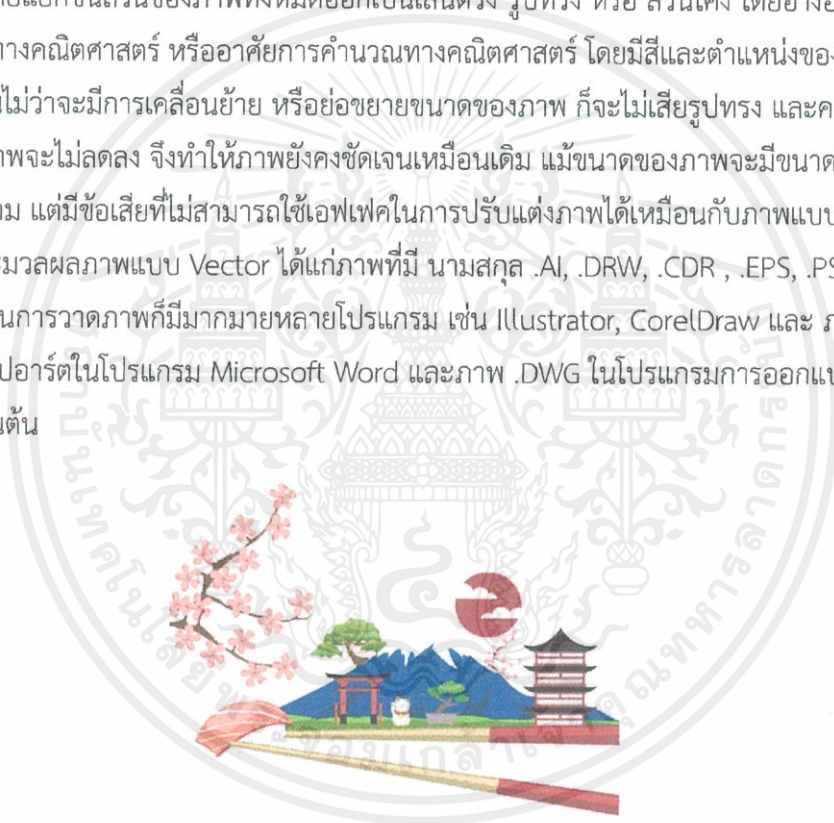 ทางคณิตศาสตร์ หรืออาศัยการคำนวณทางคณิตศาสตร์ โดยมีสีและตำแหน่งของ
ไม่ว่าจะมีการเคลื่อนย้าย หรือย่อขยายขนาดของภาพ ก็จะไม่เสียรูปทรง และค
าพจะไม่ลดลง จึงทำให้ภาพยังคงชัดเจนเหมือนเดิม แม้ขนาดของภาพจะมีขนาด
าม แต่มีข้อเสียที่ไม่สามารถใช้เอฟเฟคในการปรับแต่งภาพได้เหมือนกับภาพแบบ
ะมวลผลภาพแบบ Vector ได้แก่ภาพที่มี นามสกุล .AI, .DRW, .CDR , .EPS, .PS
นการวาดภาพก็มีมากมายหลายโปรแกรม เช่น Illustrator, CorelDraw และ ภ
ปอาร์ตในโปรแกรม Microsoft Word และภาพ .DWG ในโปรแกรมการออกแบ
นต้น